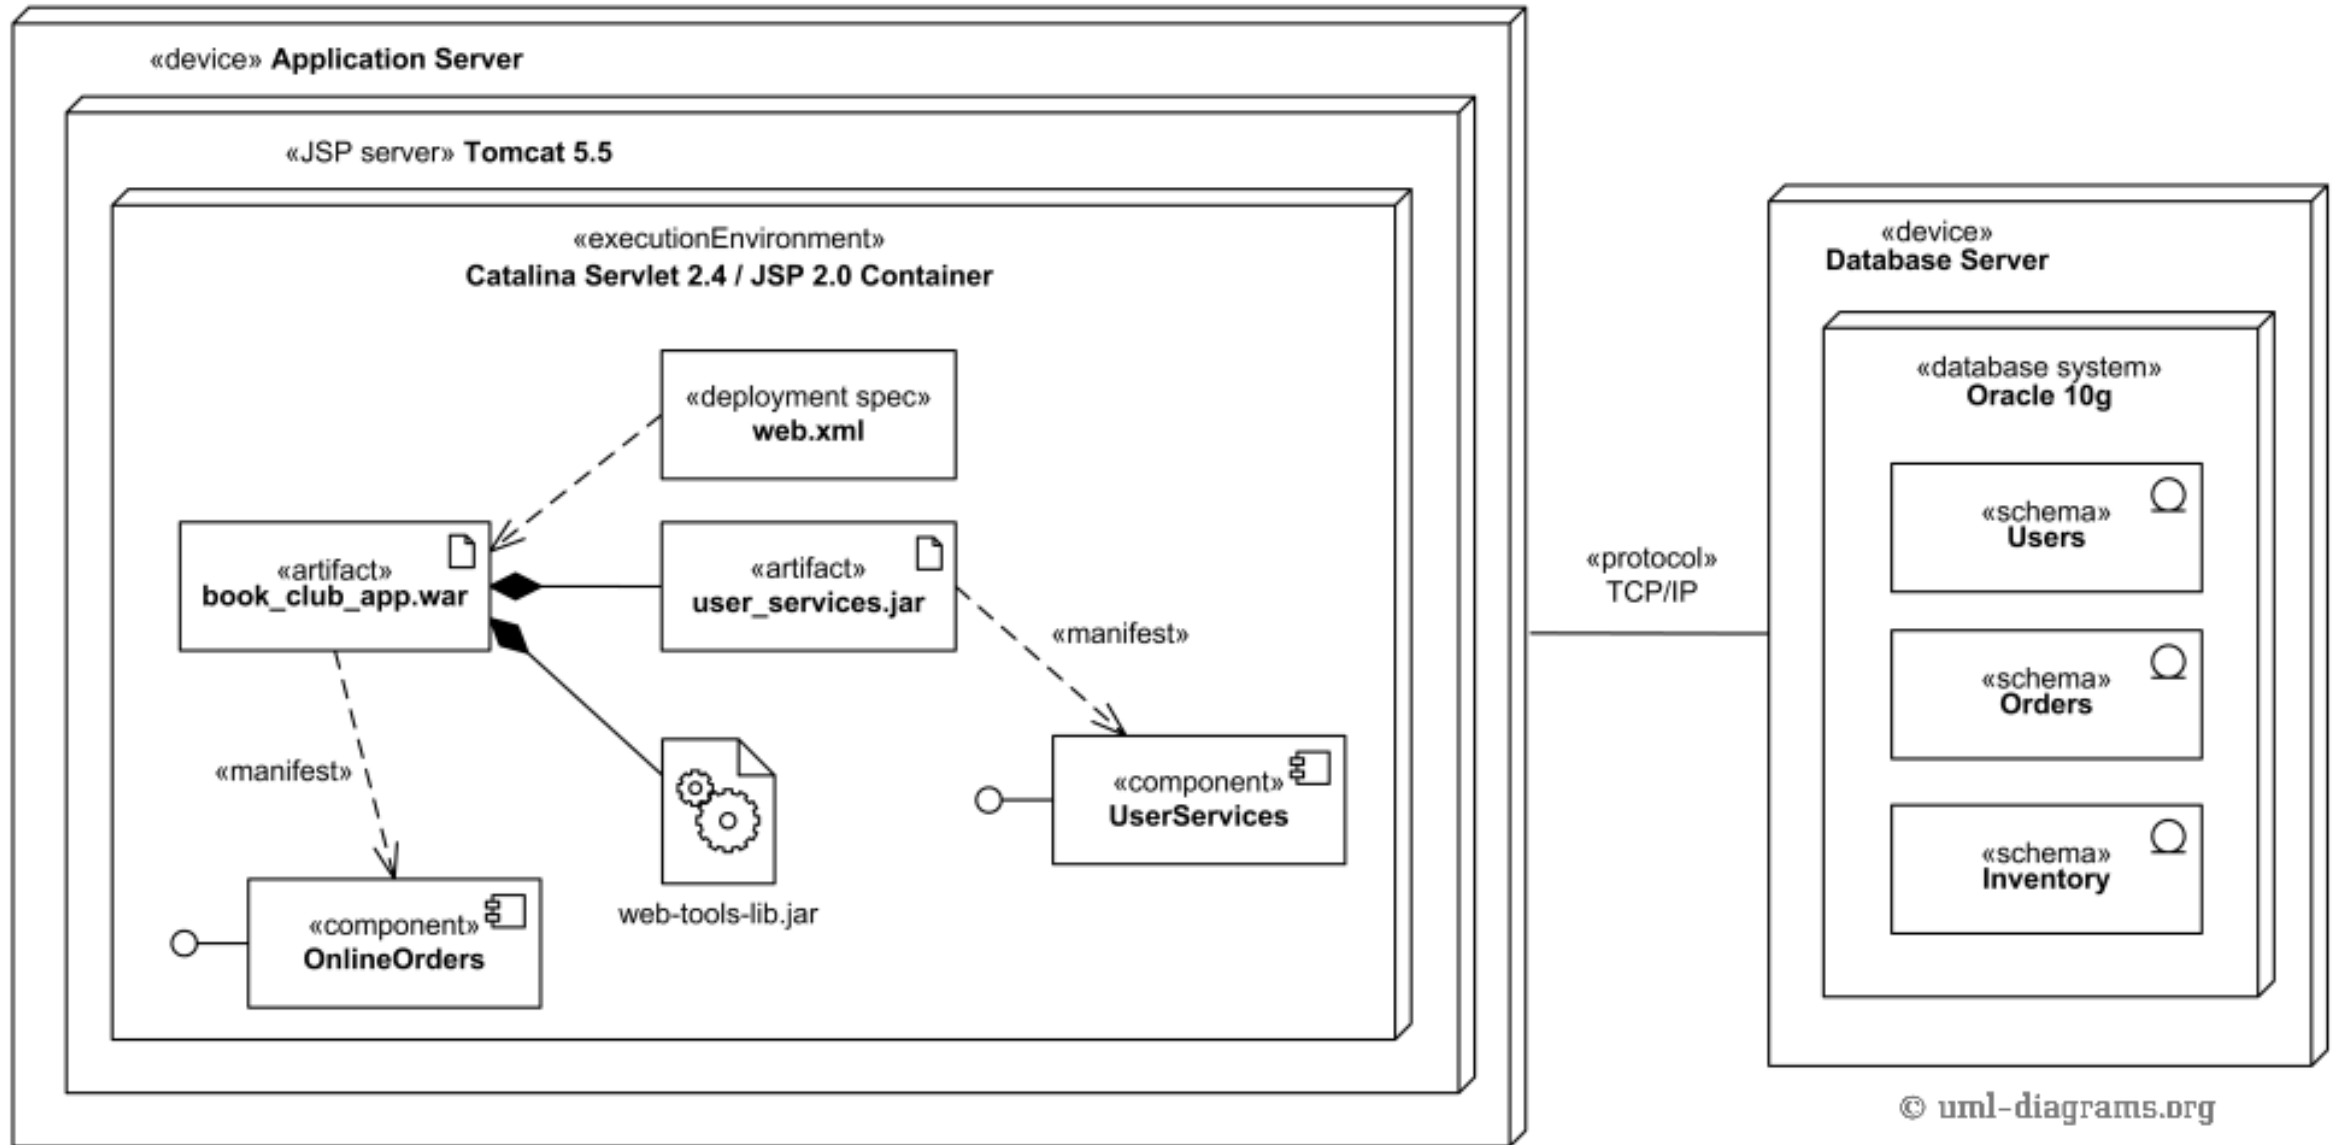 «device» Application Server
«JSP server» Tomcat 5.5
«executionEnvironment»
Catalina Servlet 2.4 / JSP 2.0 Container
«deployment spec»
web.xml
«artifact»
book_club_app.war
«artifact»
user_services.jar
«manifest»
«manifest»
«component»
UserServices
web-tools-lib.jar
«component»
OnlineOrders
«protocol»
TCP/IP
«device»
Database Server
«database system»
Oracle 10g
«schema»
Users
«schema»
Orders
«schema»
Inventory
© uml-diagrams.org